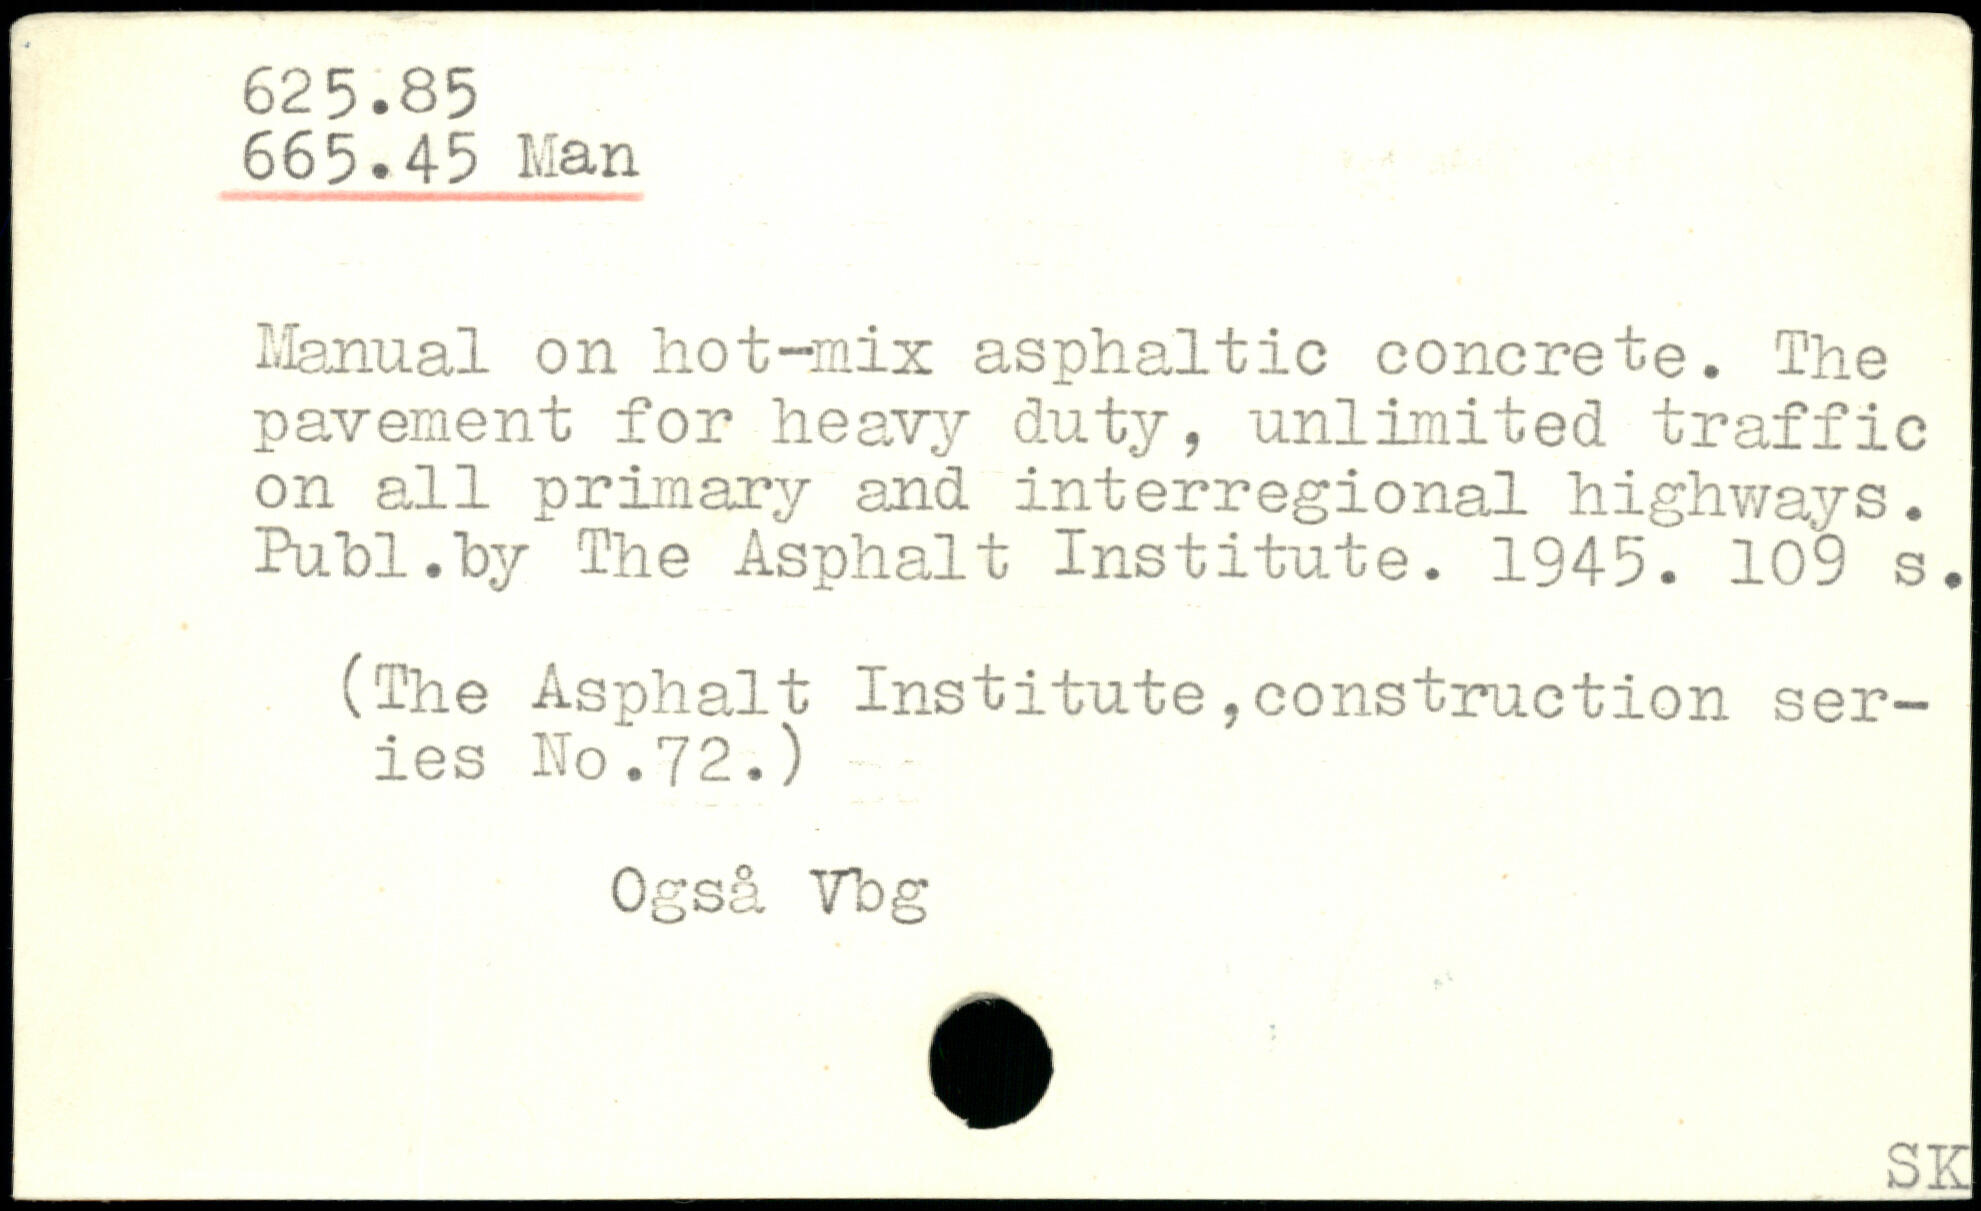 625.85
665.45 Man
Manual on hot-mix asphaltic concrete. The
pavement for heavy duty, unlimited traffic
on all primary and interregional highways.
Publ.by The Asphalt Institute. 1945. 109 s.
(The Asphalt Institute,construction ser-
ies No.72.)
Også Vbg
SK